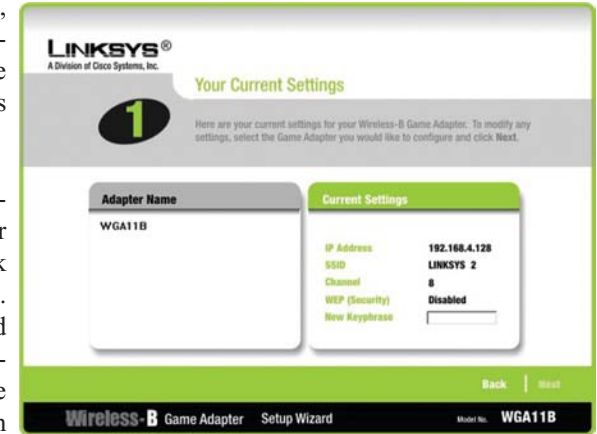 LINKSYS®
A Division of Cisco Systems, Inc.
Your Current Settings
1
Here are your current settings for your Wireless-B Game Adapter. To modify any
settings, select the Game Adapter you would like to configure and click Next.
Adapter Name
WGA11B
Current Settings
IP Address 192.168.4.128
SSID LINKSYS 2
Channel 8
WEP (Security) Disabled
New Keyphrase
Back Next
Wireless-B Game Adapter Setup Wizard Model No. WGA11B